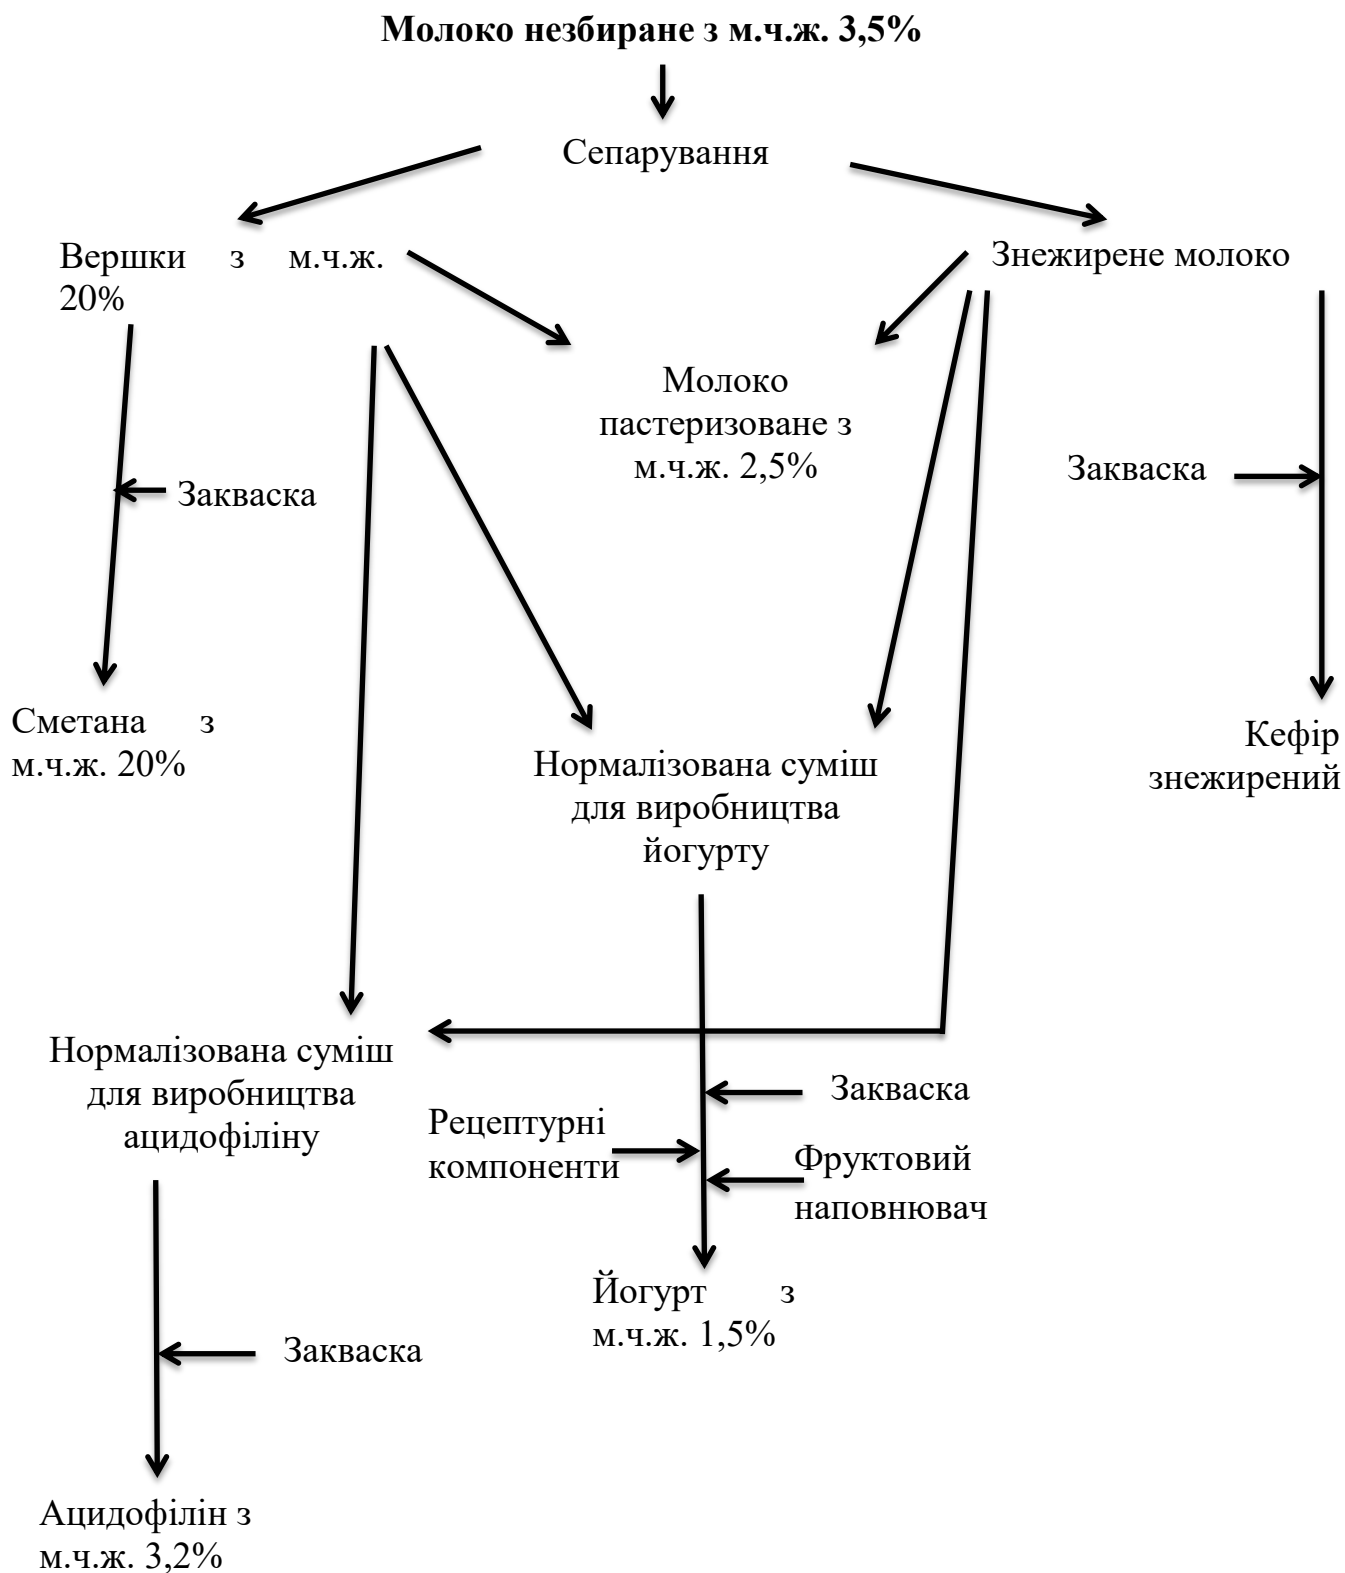 Молоко незбиране з м.ч.ж. 3,5%
Сепарування
Вершки з м.ч.ж.
20%
Знежирене молоко
Молоко
пастеризоване з
м.ч.ж. 2,5%
Закваска
Закваска
Сметана з
м.ч.ж. 20%
Нормалізована суміш
для виробництва
йогурту
Кефір
знежирений
Нормалізована суміш
для виробництва
ацидофіліну
Рецептурні
компоненти
Закваска
Фруктовий
наповнювач
Йогурт з
м.ч.ж. 1,5%
Закваска
Ацидофілін з
м.ч.ж. 3,2%